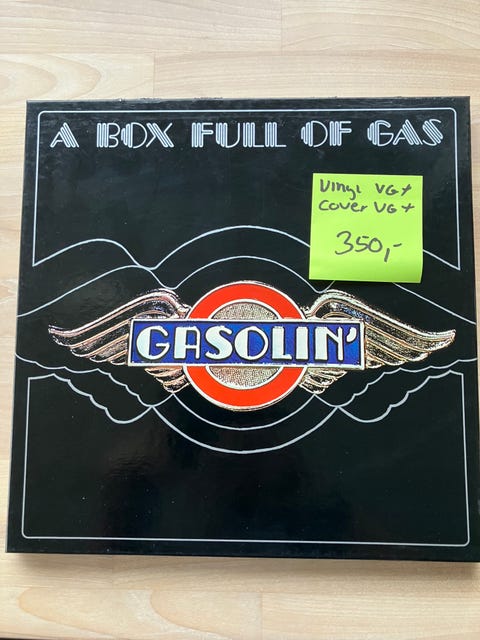 A BOX FULL OF GAS
Vinyl VG+
Cover VG+
350,-
GASOLIN'